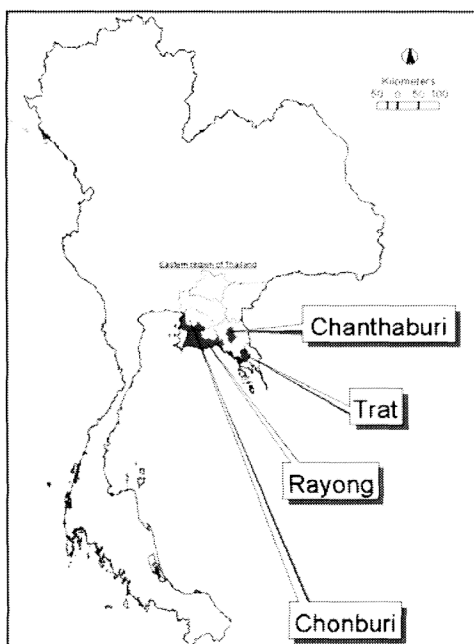 Kilometers
50 0 50 100
Eastern region of Thailand
Chanthaburi
Trat
Rayong
Chonburi